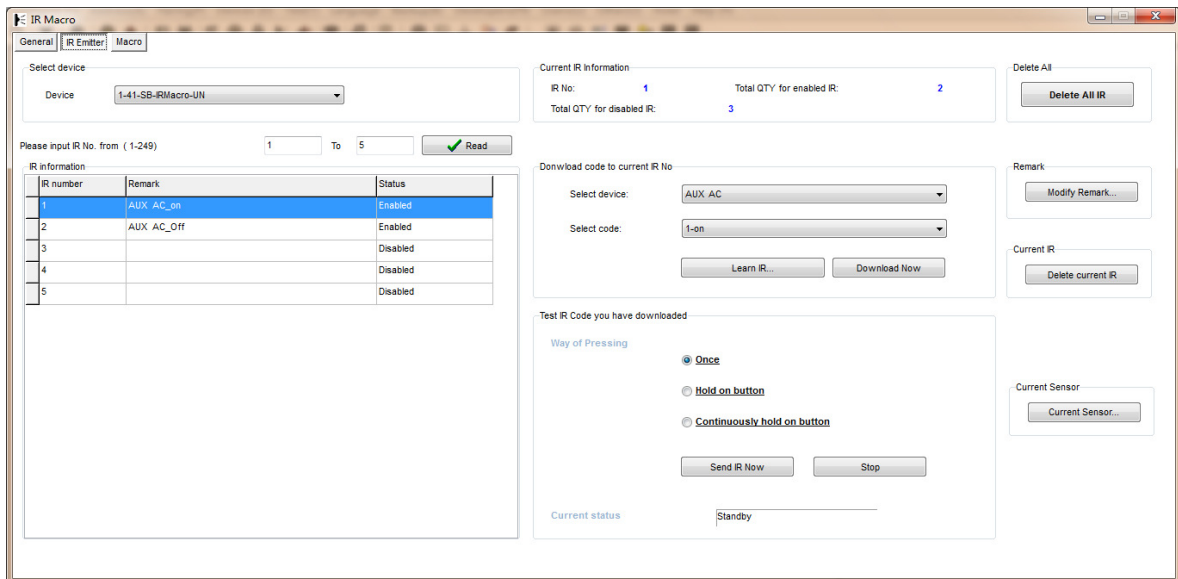 IR Macro
General IR Emitter Macro
Select device
Device 1-41-SB-IRMacro-UN
Current IR Information
IR No: 1 Total QTY for enabled IR: 2
Total QTY for disabled IR: 3
Delete All
Delete All IR
Please input IR No. from ( 1-249) 1 To 5 Read
IR information
IR number Remark Status
1 AUX AC_on Enabled
2 AUX AC_Off Enabled
3 Disabled
4 Disabled
5 Disabled
Donwload code to current IR No
Select device: AUX AC
Select code: 1-on
Learn IR... Download Now
Remark
Modify Remark...
Current IR
Delete current IR
Test IR Code you have downloaded
Way of Pressing
Once
Hold on button
Continuously hold on button
Send IR Now Stop
Current status Standby
Current Sensor
Current Sensor...